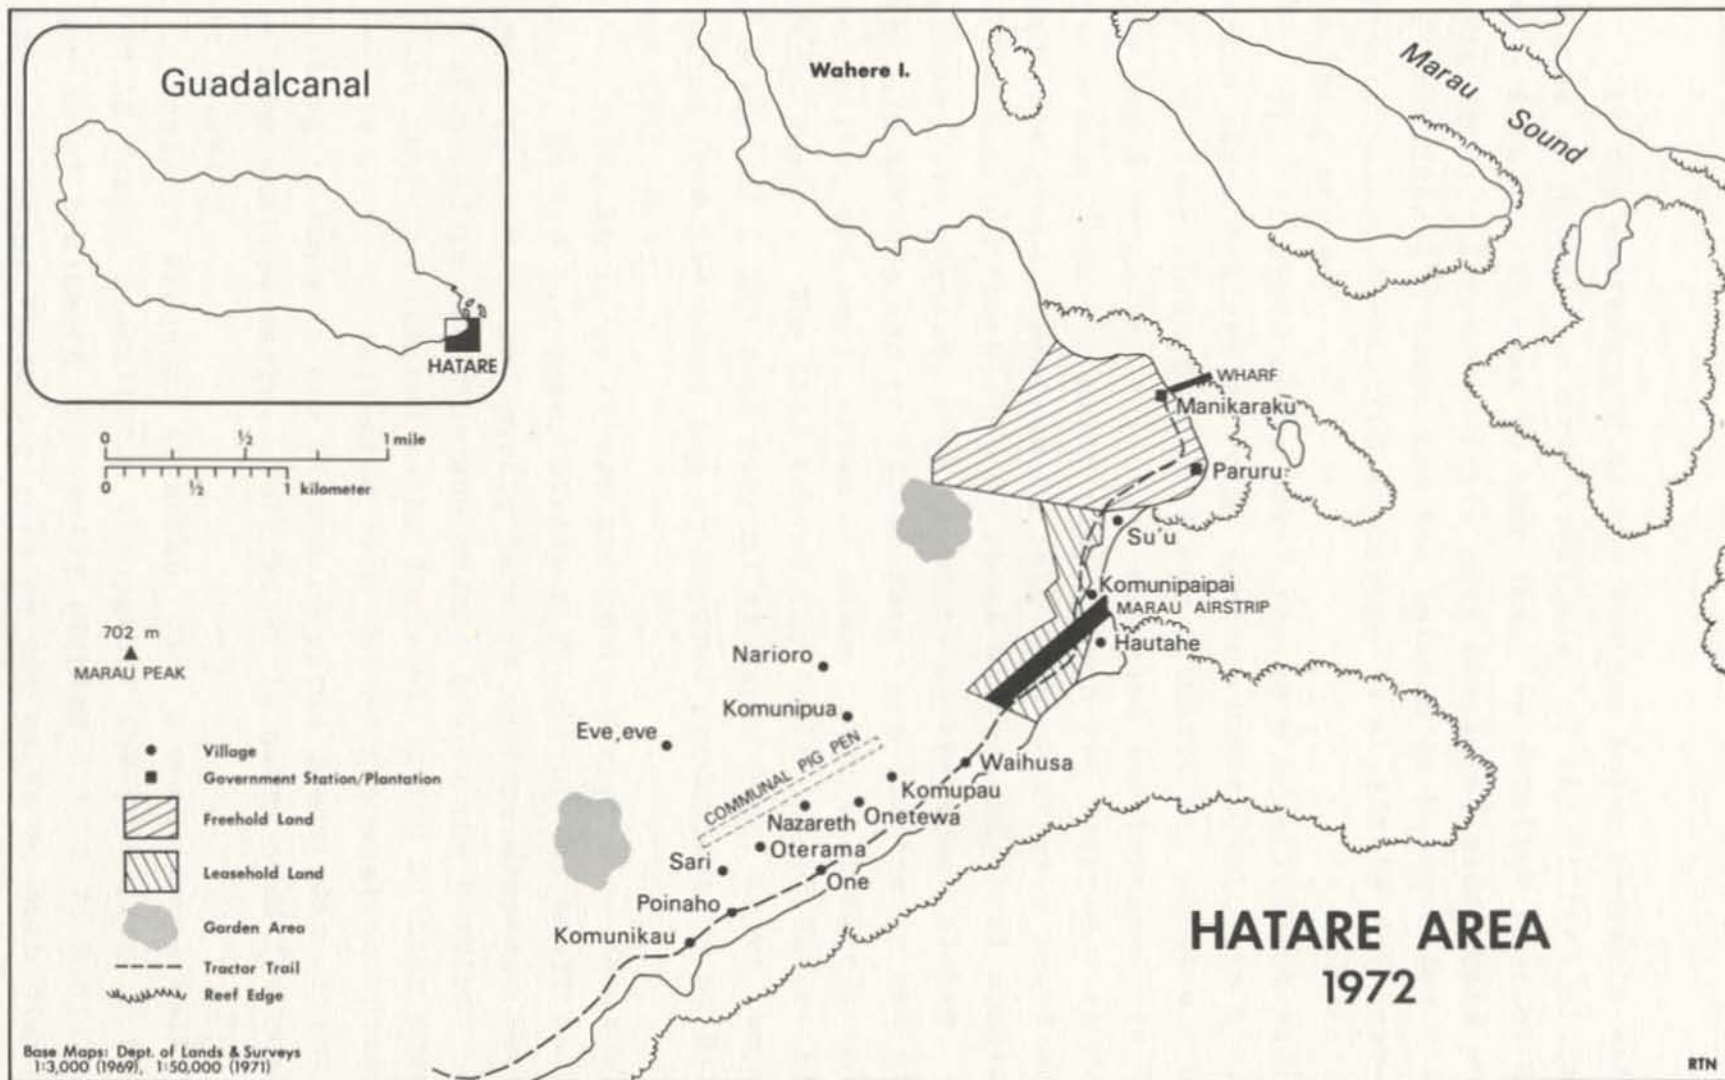 Guadalcanal
HATARE
Wahere I.
Marau
Sound
0 ½ 1 mile
0 ½ 1 kilometer
WHARF
Manikaraku
Paruru
Su'u
Komunipaipai
MARAU AIRSTRIP
Hautahe
702 m
MARAU PEAK
Narioro
Komunipua
Eve,eve
COMMUNAL PIG PEN
Waihusa
Komupau
Nazareth
Onetewa
Oterama
Sari
One
Poinaho
Komunikau
Village
Government Station/Plantation
Freehold Land
Leasehold Land
Garden Area
Tractor Trail
Reef Edge
HATARE AREA
1972
Base Maps: Dept. of Lands & Surveys
1:3,000 (1969), 1:50,000 (1971)
RTN